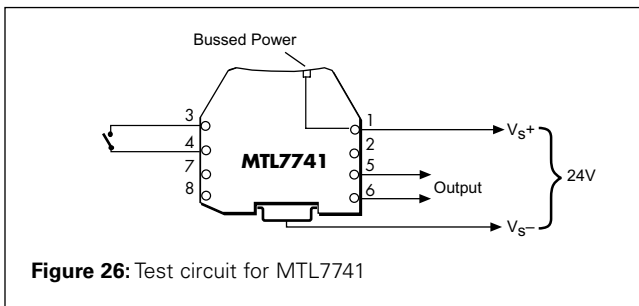 Bussed Power
3
4
7
8
MTL7741
1
2
5
6
Vs+
Output
24V
Vs–
Figure 26: Test circuit for MTL7741